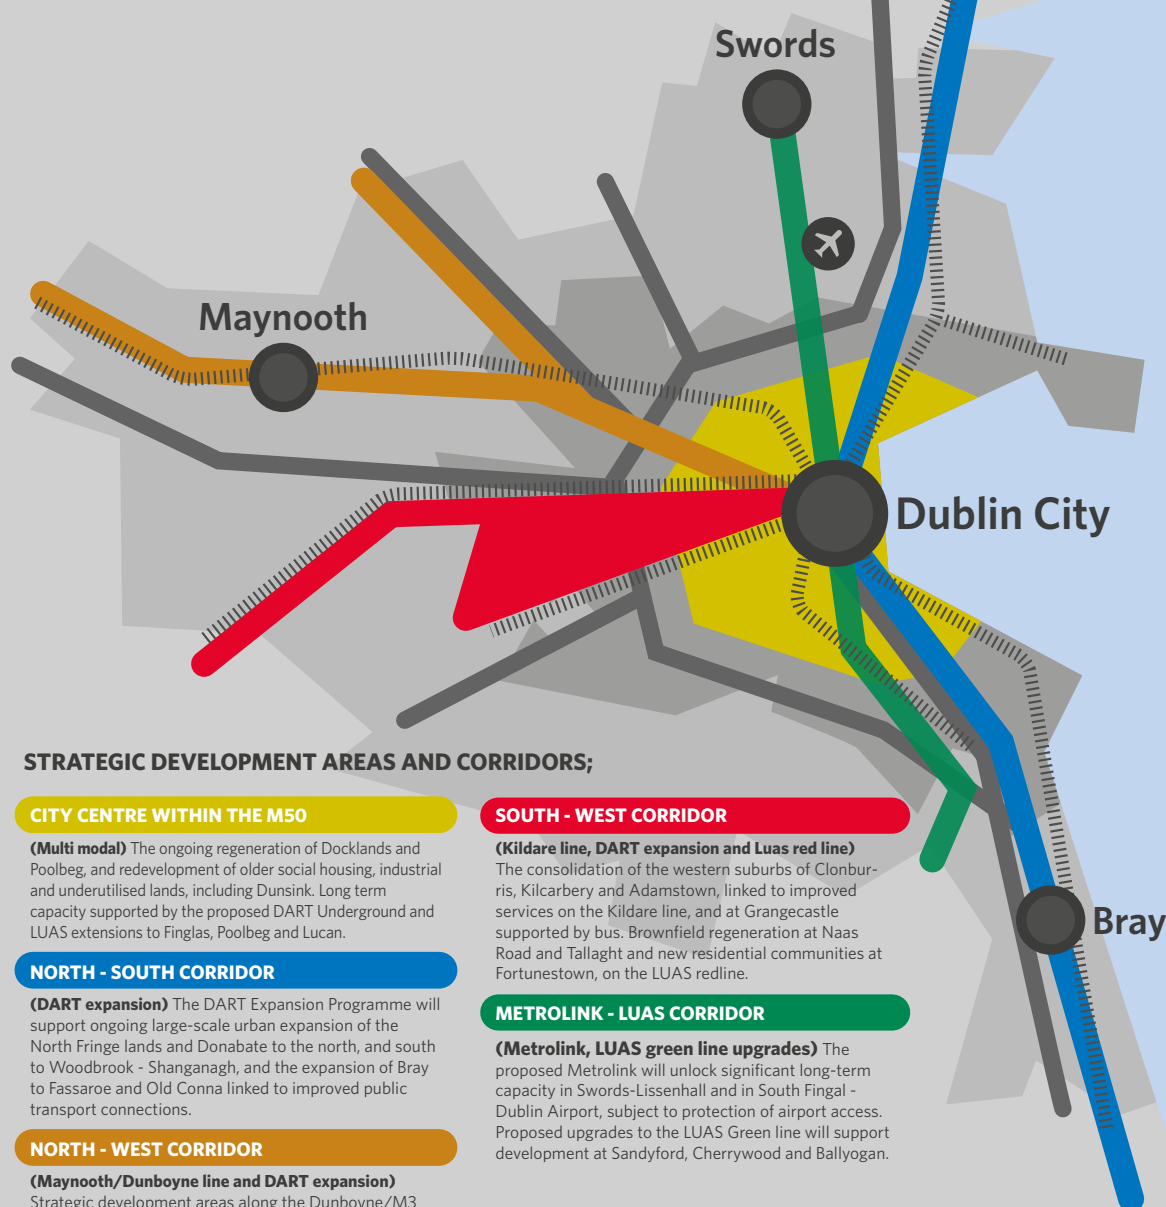 Swords
Maynooth
Dublin City
Bray
STRATEGIC DEVELOPMENT AREAS AND CORRIDORS;
CITY CENTRE WITHIN THE M50
(Multi modal) The ongoing regeneration of Docklands and
Poolbeg, and redevelopment of older social housing, industrial
and underutilised lands, including Dunsink. Long term
capacity supported by the proposed DART Underground and
LUAS extensions to Finglas, Poolbeg and Lucan.
NORTH - SOUTH CORRIDOR
(DART expansion) The DART Expansion Programme will
support ongoing large-scale urban expansion of the
North Fringe lands and Donabate to the north, and south
to Woodbrook - Shanganagh, and the expansion of Bray
to Fassaroe and Old Conna linked to improved public
transport connections.
NORTH - WEST CORRIDOR
(Maynooth/Dunboyne line and DART expansion)
Strategic development areas along the Dunboyne/M3
SOUTH - WEST CORRIDOR
(Kildare line, DART expansion and Luas red line)
The consolidation of the western suburbs of Clonbur-
ris, Kilcarbery and Adamstown, linked to improved
services on the Kildare line, and at Grangecastle
supported by bus. Brownfield regeneration at Naas
Road and Tallaght and new residential communities at
Fortunestown, on the LUAS redline.
METROLINK - LUAS CORRIDOR
(Metrolink, LUAS green line upgrades) The
proposed Metrolink will unlock significant long-term
capacity in Swords-Lissenhall and in South Fingal -
Dublin Airport, subject to protection of airport access.
Proposed upgrades to the LUAS Green line will support
development at Sandyford, Cherrywood and Ballyogan.